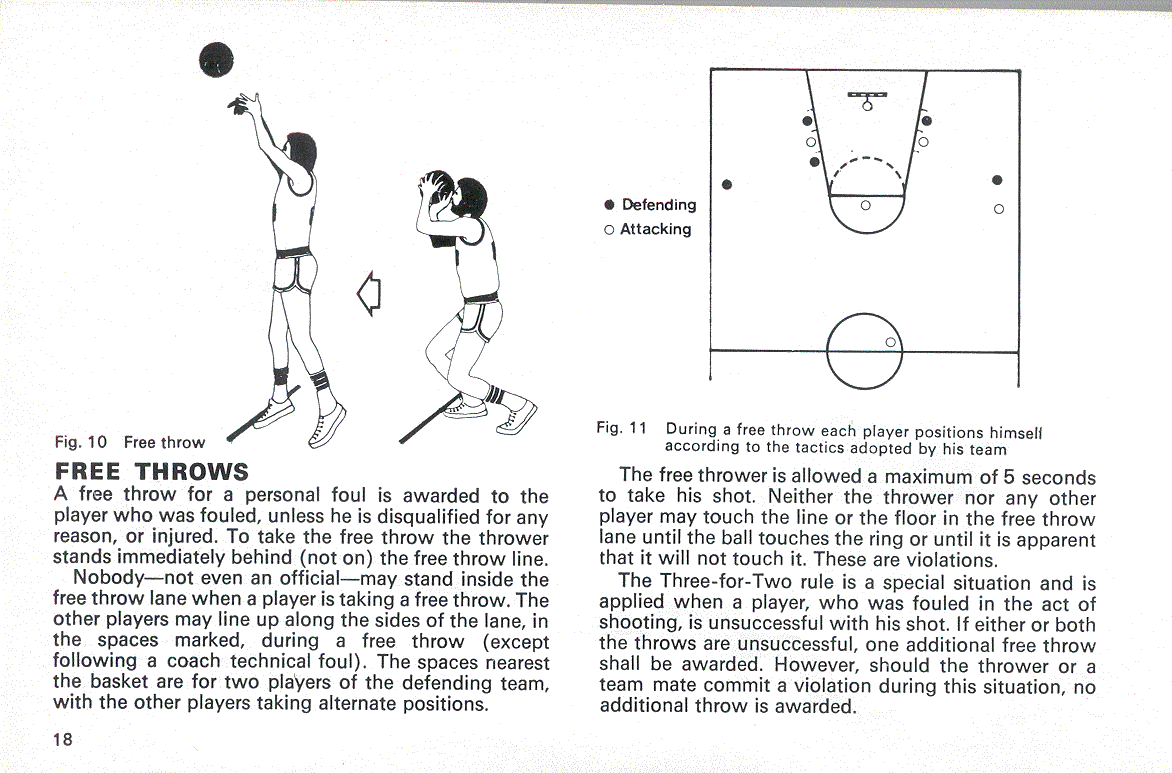 Fig. 10 Free throw
FREE THROWS
A free throw for a personal foul is awarded to the
player who was fouled, unless he is disqualified for any
reason, or injured. To take the free throw the thrower
stands immediately behind (not on) the free throw line.
Nobody—not even an official—may stand inside the
free throw lane when a player is taking a free throw. The
other players may line up along the sides of the lane, in
the spaces marked, during a free throw (except
following a coach technical foul). The spaces nearest
the basket are for two players of the defending team,
with the other players taking alternate positions.
18
Defending
Attacking
Fig. 11 During a free throw each player positions himself
according to the tactics adopted by his team
The free thrower is allowed a maximum of 5 seconds
to take his shot. Neither the thrower nor any other
player may touch the line or the floor in the free throw
lane until the ball touches the ring or until it is apparent
that it will not touch it. These are violations.
The Three-for-Two rule is a special situation and is
applied when a player, who was fouled in the act of
shooting, is unsuccessful with his shot. If either or both
the throws are unsuccessful, one additional free throw
shall be awarded. However, should the thrower or a
team mate commit a violation during this situation, no
additional throw is awarded.